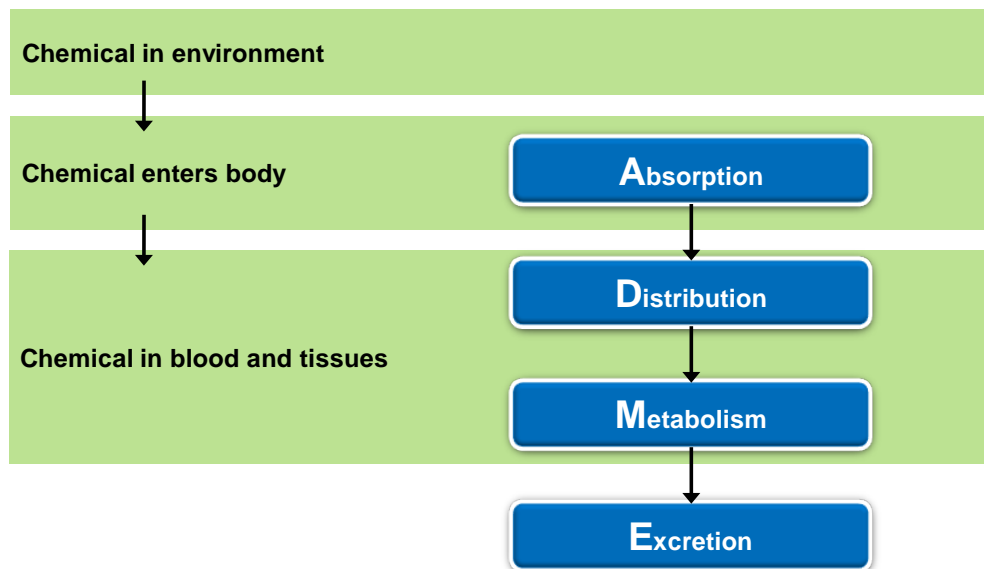 Chemical in environment
Chemical enters body
Absorption
Distribution
Chemical in blood and tissues
Metabolism
Excretion